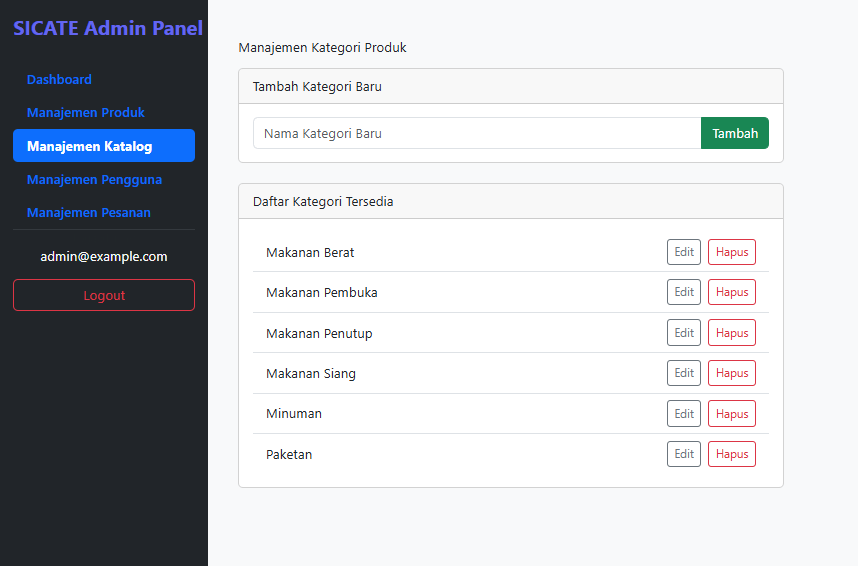 SICATE Admin Panel
Dashboard
Manajemen Produk
Manajemen Katalog
Manajemen Pengguna
Manajemen Pesanan
admin@example.com
Logout
Manajemen Kategori Produk
Tambah Kategori Baru
Nama Kategori Baru Tambah
Daftar Kategori Tersedia
Makanan Berat Edit Hapus
Makanan Pembuka Edit Hapus
Makanan Penutup Edit Hapus
Makanan Siang Edit Hapus
Minuman Edit Hapus
Paketan Edit Hapus